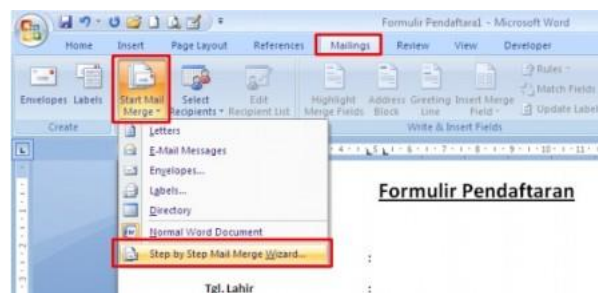 Formulir Pendaftara1 - Microsoft Word
Home Insert Page Layout References Mailings Review View Developer
Envelopes Labels Start Mail Merge Select Recipients Edit Recipient List Highlight Merge Fields Address Block Greeting Line Insert Merge Field Rules
Match Fields
Update Label
Create Write & Insert Fields
Letters
E-Mail Messages
Envelopes...
Labels...
Directory
Normal Word Document
Step by Step Mail Merge Wizard...
Formulir Pendaftaran
:
Tgl. Lahir :